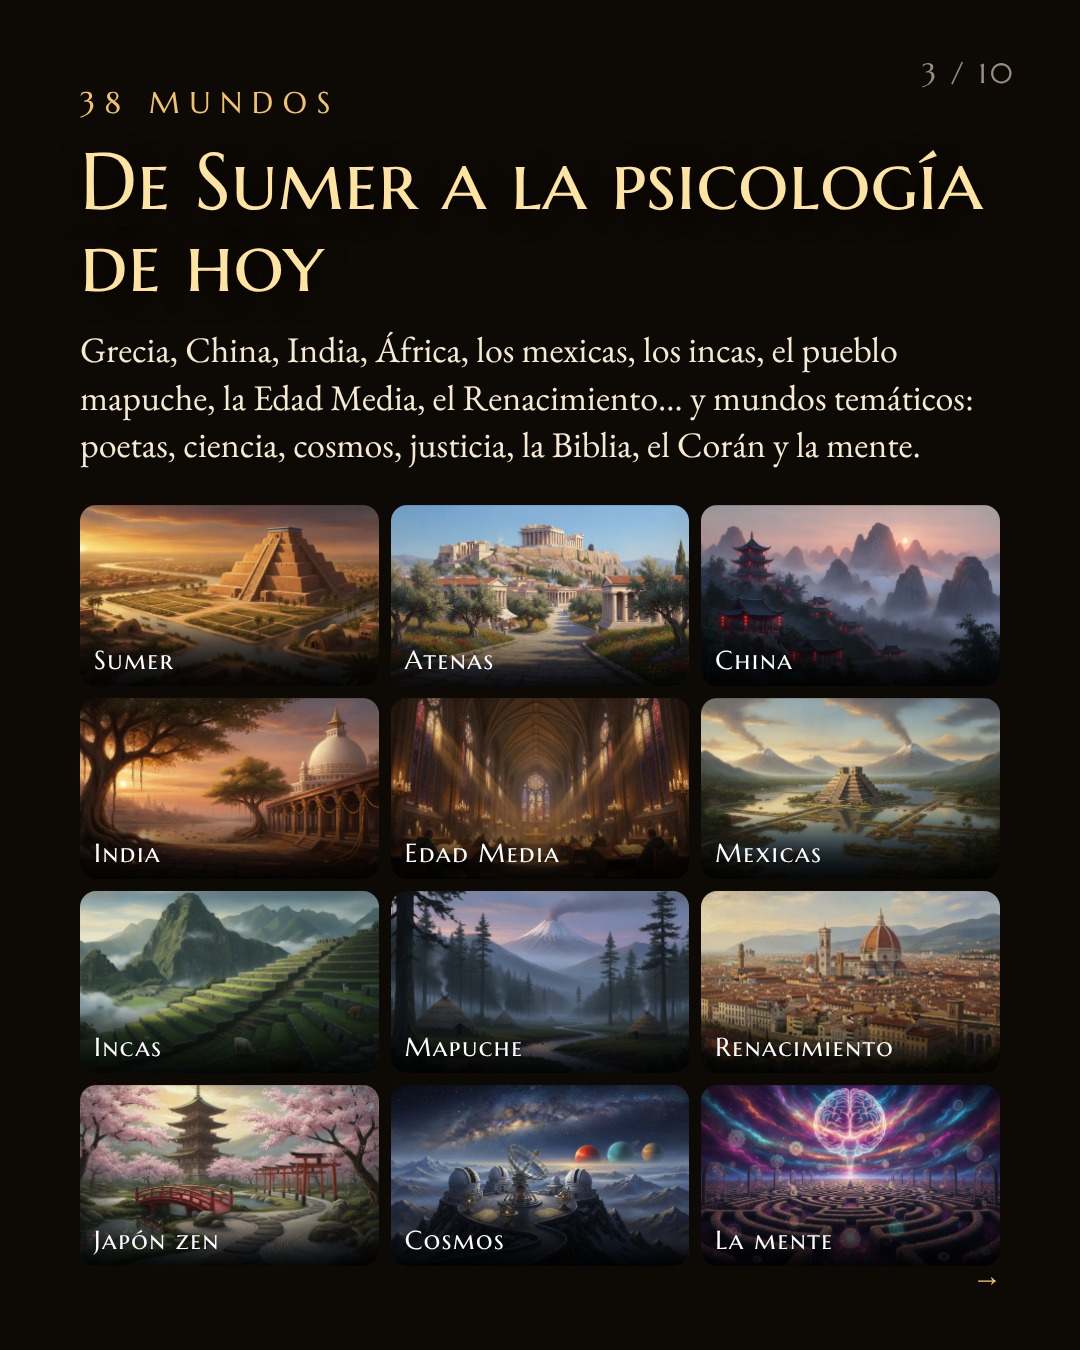 3 / 10
38 MUNDOS
De Sumer a la psicología
de hoy
Grecia, China, India, África, los mexicas, los incas, el pueblo
mapuche, la Edad Media, el Renacimiento... y mundos temáticos:
poetas, ciencia, cosmos, justicia, la Biblia, el Corán y la mente.
Sumer
Atenas
China
India
Edad Media
Mexicas
Incas
Mapuche
Renacimiento
Japón zen
Cosmos
La mente
→